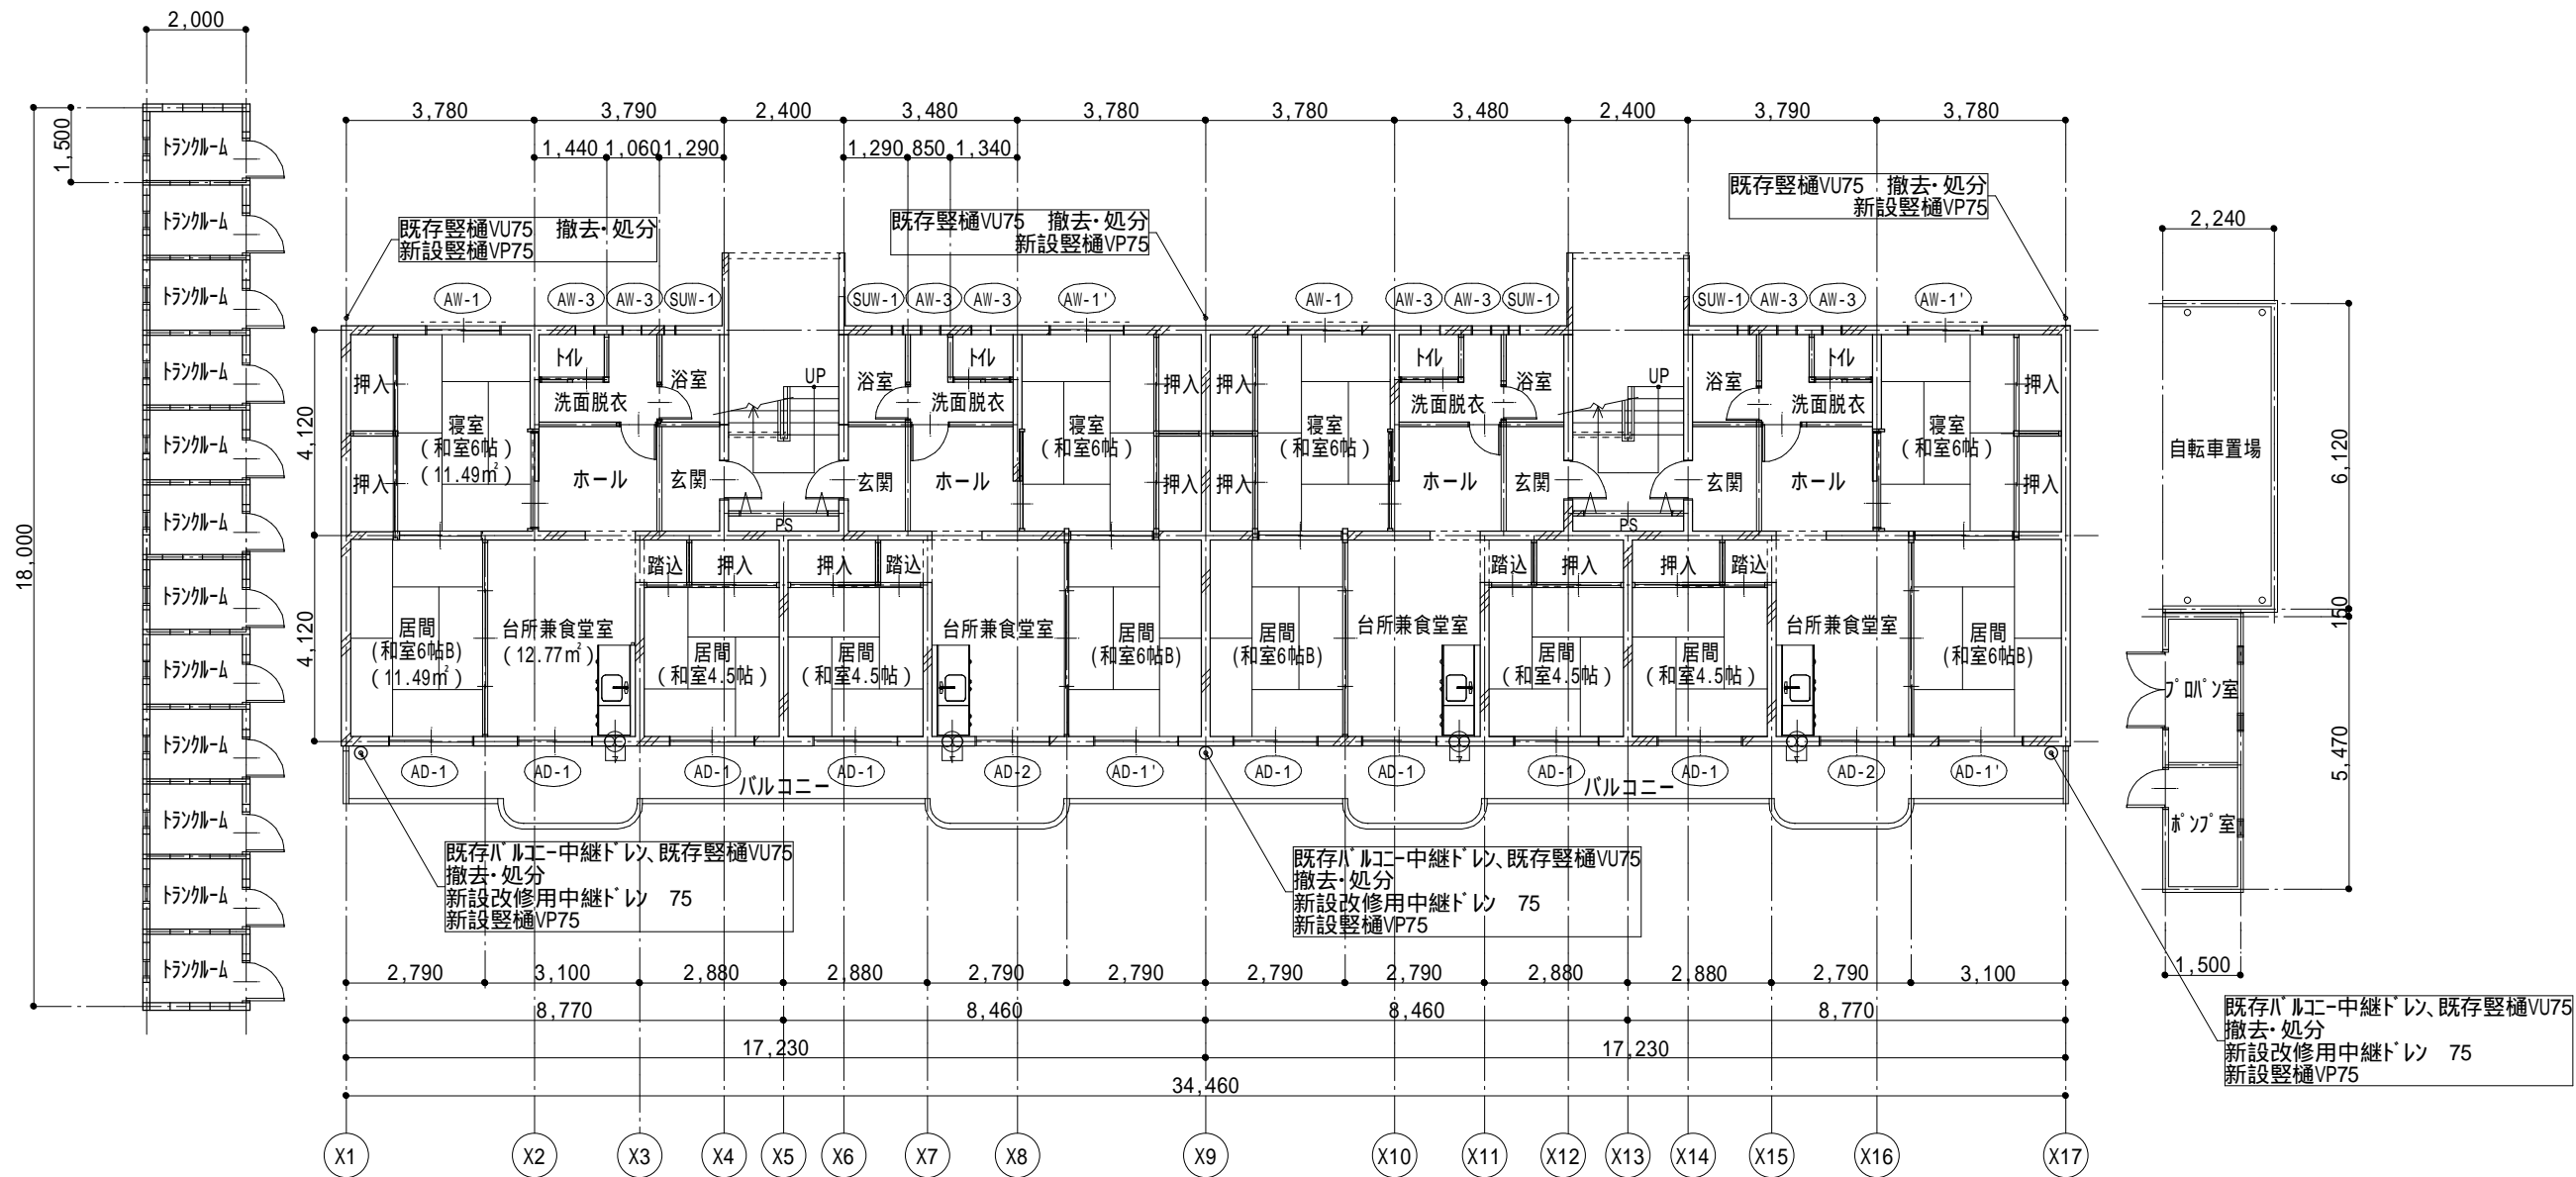 2,000
18,000
1,500
トランクルーム
トランクルーム
トランクルーム
トランクルーム
トランクルーム
トランクルーム
トランクルーム
トランクルーム
トランクルーム
トランクルーム
トランクルーム
トランクルーム
3,780 3,790 2,400 3,480 3,780 3,780 3,480 2,400 3,790 3,780
1,440 1,060 1,290 1,290 850 1,340
既存竪樋VU75 撤去・処分
新設竪樋VP75
既存竪樋VU75 撤去・処分
新設竪樋VP75
既存竪樋VU75 撤去・処分
新設竪樋VP75
AW-1 AW-3 AW-3 SUW-1 SUW-1 AW-3 AW-3 AW-1' AW-1 AW-3 AW-3 SUW-1 SUW-1 AW-3 AW-3 AW-1'
4,120
4,120
押入
押入
寝室
(和室6帖)
(11.49㎡)
トイレ
洗面脱衣
浴室
ホール
玄関
UP
PS
浴室
トイレ
洗面脱衣
玄関
ホール
寝室
(和室6帖)
押入
押入
押入
押入
寝室
(和室6帖)
トイレ
洗面脱衣
浴室
ホール
玄関
UP
PS
浴室
トイレ
洗面脱衣
玄関
ホール
寝室
(和室6帖)
押入
押入
居間
(和室6帖B)
(11.49㎡)
台所兼食堂室
(12.77㎡)
踏込
押入
居間
(和室4.5帖)
押入
踏込
居間
(和室4.5帖)
台所兼食堂室
居間
(和室6帖B)
居間
(和室6帖B)
台所兼食堂室
踏込
押入
居間
(和室4.5帖)
押入
踏込
居間
(和室4.5帖)
台所兼食堂室
居間
(和室6帖B)
AD-1 AD-1 AD-1 AD-1 AD-2 AD-1' AD-1 AD-1 AD-1 AD-1 AD-2 AD-1'
バルコニー
バルコニー
既存バルコニー中継ドレン、既存竪樋VU75
撤去・処分
新設改修用中継ドレン 75
新設竪樋VP75
既存バルコニー中継ドレン、既存竪樋VU75
撤去・処分
新設改修用中継ドレン 75
新設竪樋VP75
2,790 3,100 2,880 2,880 2,790 2,790 2,790 2,790 2,880 2,880 2,790 3,100
8,770 8,460 8,460 8,770
17,230 17,230
34,460
X1 X2 X3 X4 X5 X6 X7 X8 X9 X10 X11 X12 X13 X14 X15 X16 X17
2,240
自転車置場
6,120
150
プロパン室
5,470
ポンプ室
1,500
既存バルコニー中継ドレン、既存竪樋VU75
撤去・処分
新設改修用中継ドレン 75
新設竪樋VP75